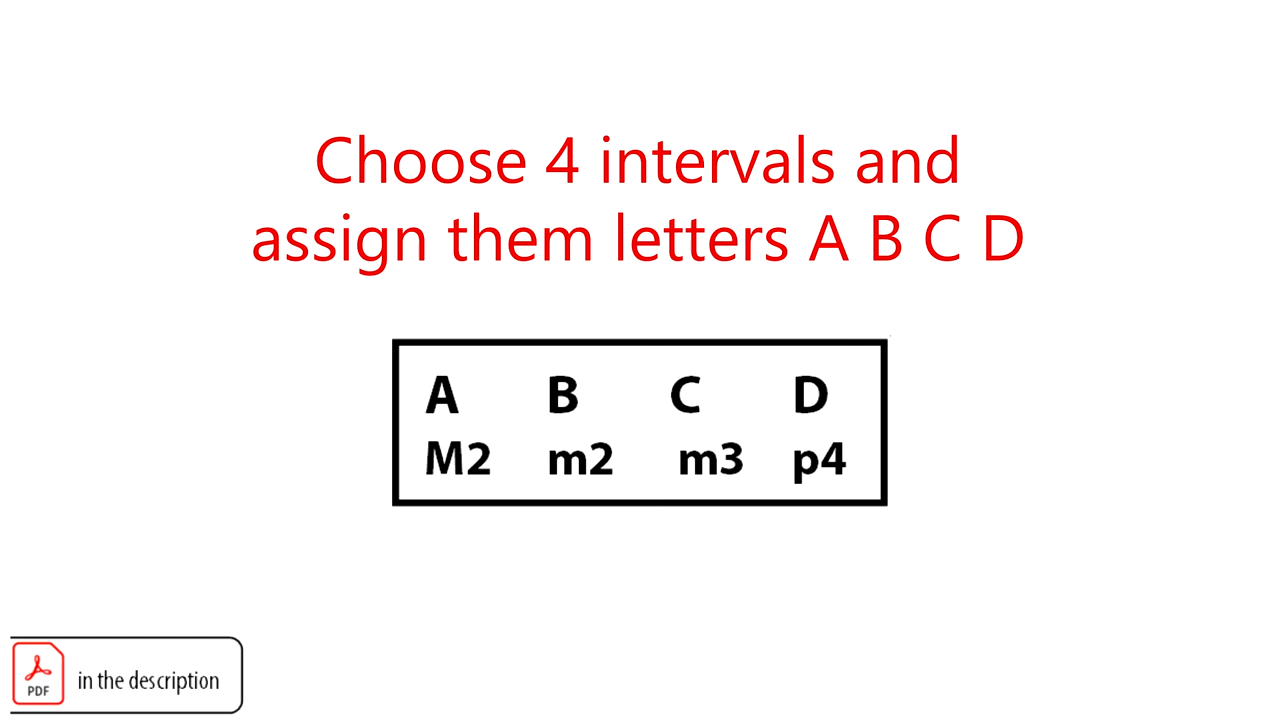 Choose 4 intervals and
assign them letters A B C D
A B C D
M2 m2 m3 p4
PDF
in the description